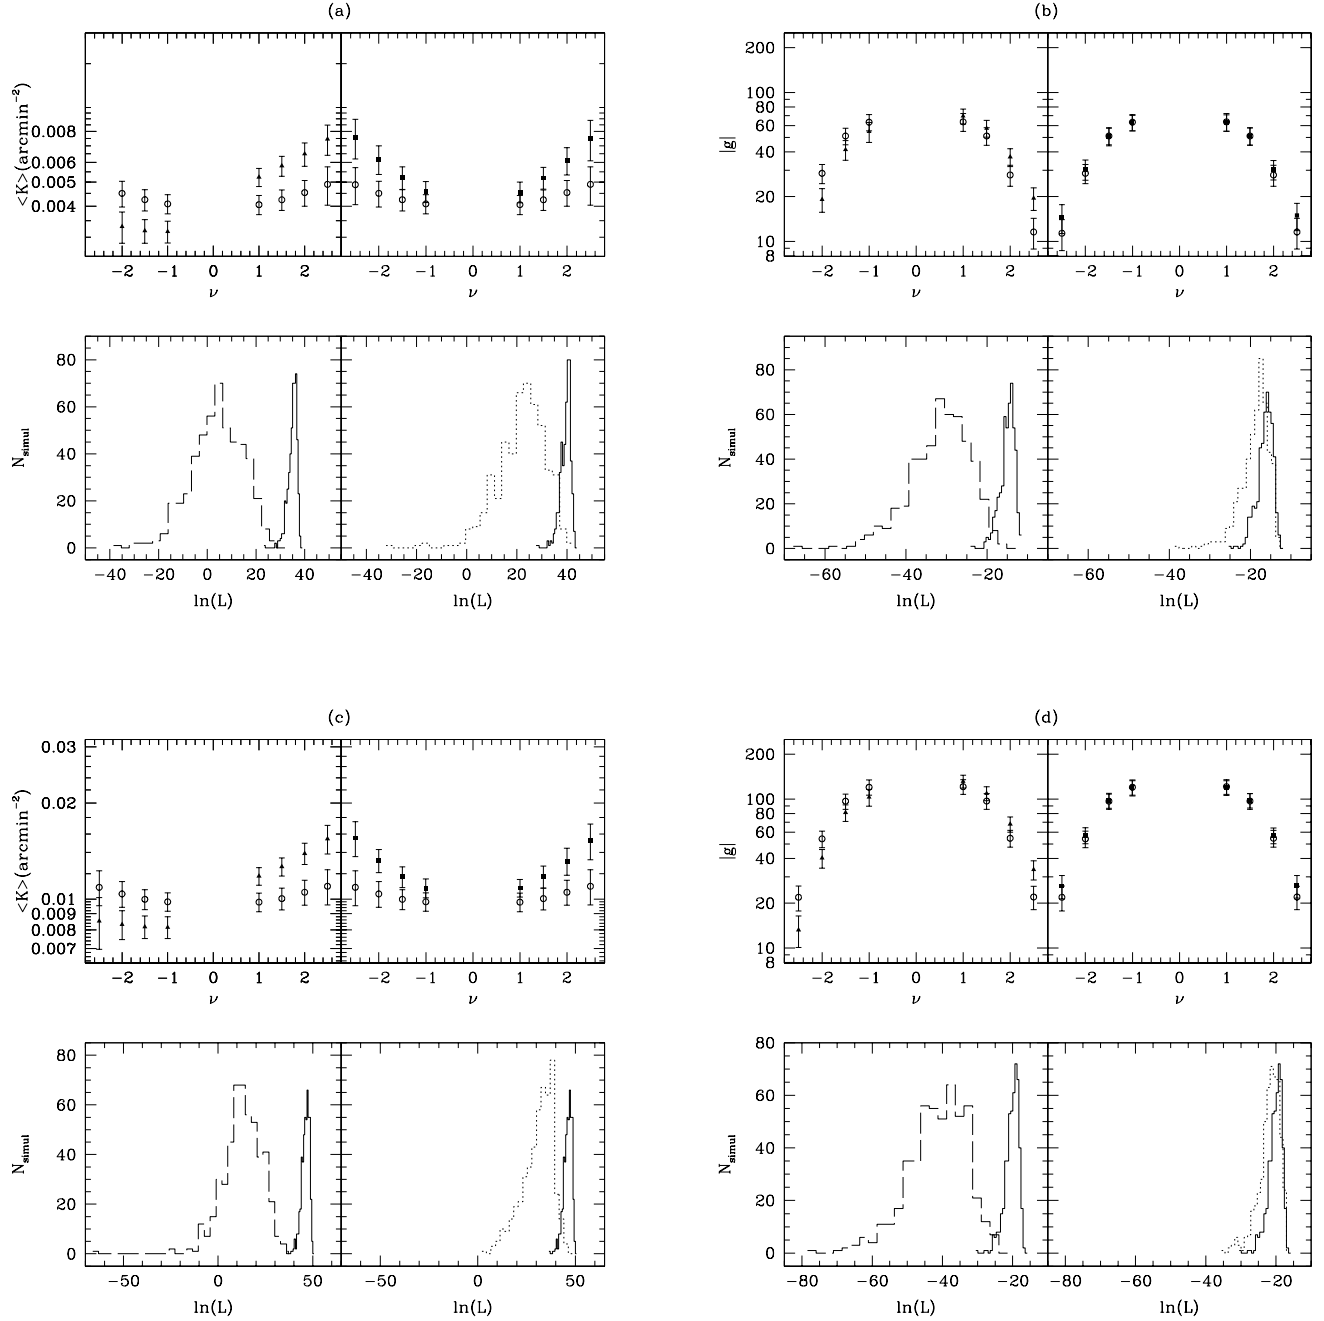 (a)
<K>(arcmin⁻²)
0.008
0.006
0.005
0.004
−2 −1 0 1 2 −2 −1 0 1 2
ν ν
N_simul
80
60
40
20
0
−40 −20 0 20 40 0 20 40
ln(L) ln(L)
(b)
|g|
200
100
80
60
40
20
10
8
−2 −1 0 1 2 −2 −1 0 1 2
ν ν
N_simul
80
60
40
20
0
−60 −40 −20 −60 −40 −20
ln(L) ln(L)
(c)
<K>(arcmin⁻²)
0.03
0.02
0.01
0.009
0.008
0.007
−2 −1 0 1 2 −2 −1 0 1 2
ν ν
N_simul
80
60
40
20
0
−50 0 50 −50 0 50
ln(L) ln(L)
(d)
|g|
200
100
80
60
40
20
10
8
−2 −1 0 1 2 −2 −1 0 1 2
ν ν
N_simul
80
60
40
20
0
−80 −60 −40 −20 −80 −60 −40 −20
ln(L) ln(L)